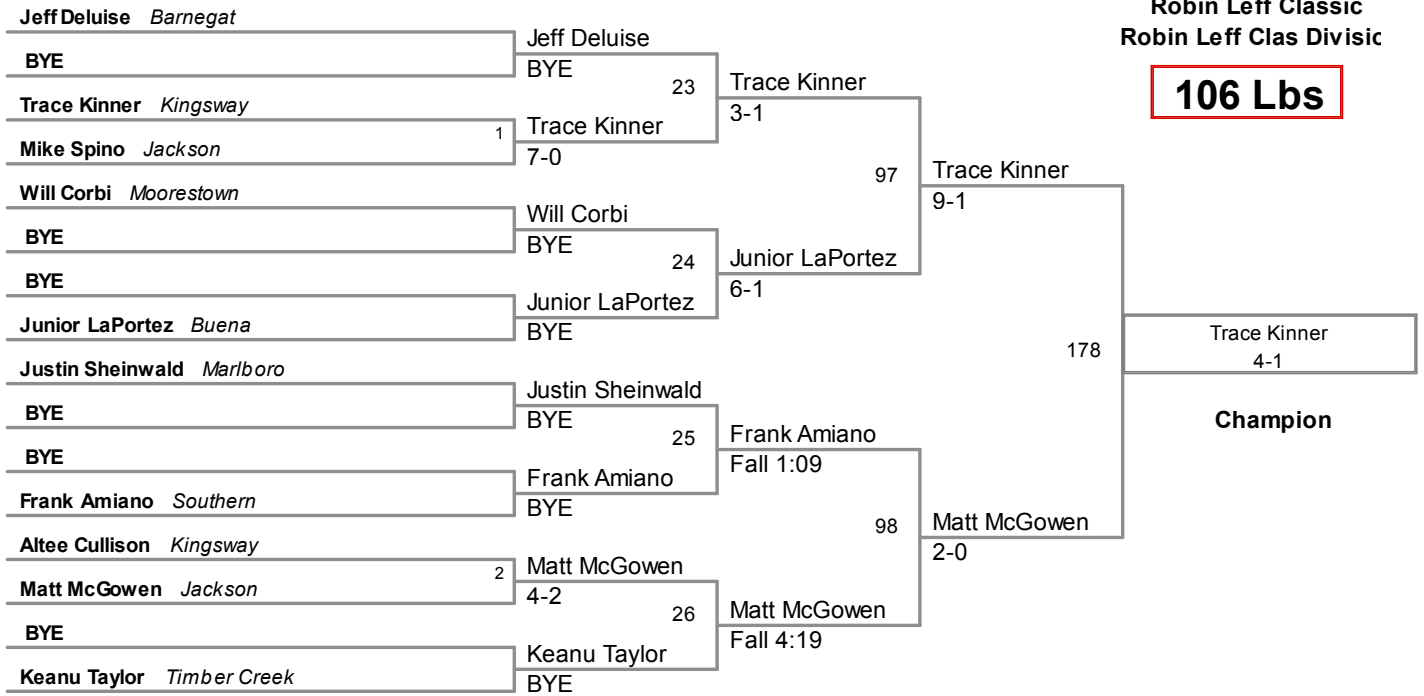 Robin Leff Classic
Robin Leff Clas Divisic
106 Lbs
Jeff Deluise Barnegat
BYE
Trace Kinner Kingsway
1
Mike Spino Jackson
Will Corbi Moorestown
BYE
BYE
Junior LaPortez Buena
Justin Sheinwald Marlboro
BYE
BYE
Frank Amiano Southern
Altee Cullison Kingsway
2
Matt McGowen Jackson
BYE
Keanu Taylor Timber Creek
Jeff Deluise
BYE
23
Trace Kinner
7-0
Will Corbi
BYE
24
Junior LaPortez
BYE
Justin Sheinwald
BYE
25
Frank Amiano
BYE
Matt McGowen
4-2
26
Keanu Taylor
BYE
Trace Kinner
3-1
97
Junior LaPortez
6-1
Frank Amiano
Fall 1:09
98
Matt McGowen
Fall 4:19
Trace Kinner
9-1
178
Matt McGowen
2-0
Trace Kinner
4-1
Champion